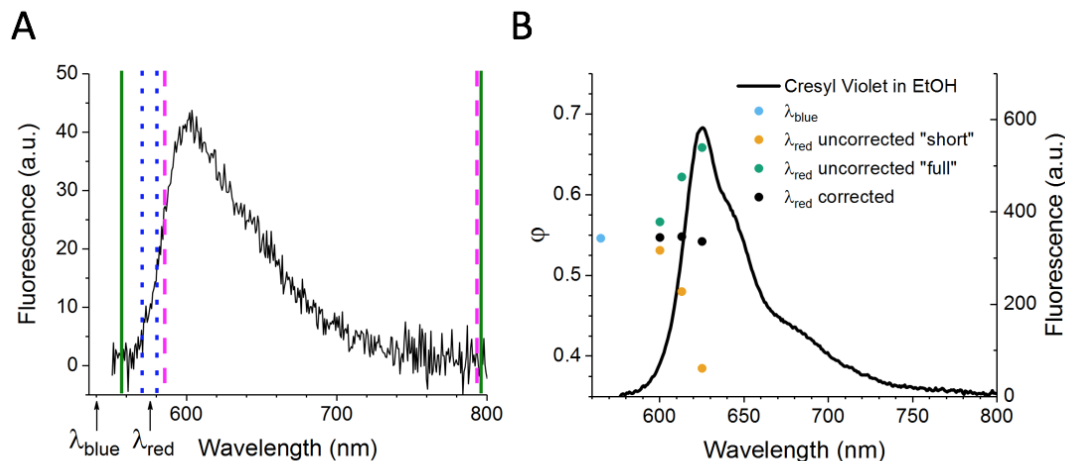 A
Fluorescence (a.u.)
50
40
30
20
10
0
600
700
800
λblue
λred
Wavelength (nm)
B
Cresyl Violet in EtOH
λblue
λred uncorrected "short"
λred uncorrected "full"
λred corrected
φ
0.7
0.6
0.5
0.4
600
650
700
750
800
Wavelength (nm)
600
400
200
0
Fluorescence (a.u.)